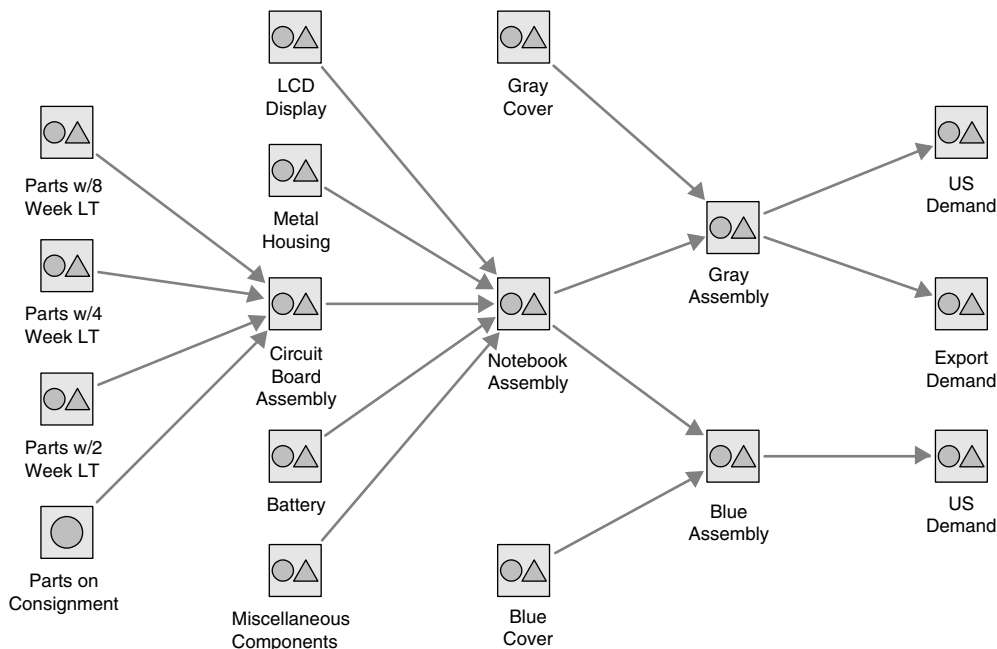 LCD
Display
Gray
Cover
Parts w/8
Week LT
Metal
Housing
US
Demand
Parts w/4
Week LT
Gray
Assembly
Circuit
Board
Assembly
Notebook
Assembly
Export
Demand
Parts w/2
Week LT
Battery
Blue
Assembly
US
Demand
Parts on
Consignment
Miscellaneous
Components
Blue
Cover